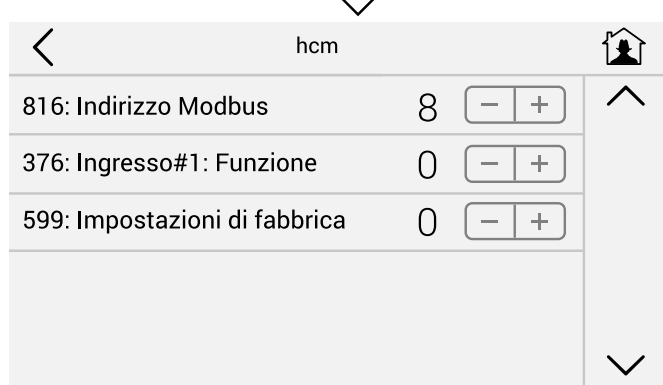 hcm
816: Indirizzo Modbus 8 − +
376: Ingresso#1: Funzione 0 − +
599: Impostazioni di fabbrica 0 − +